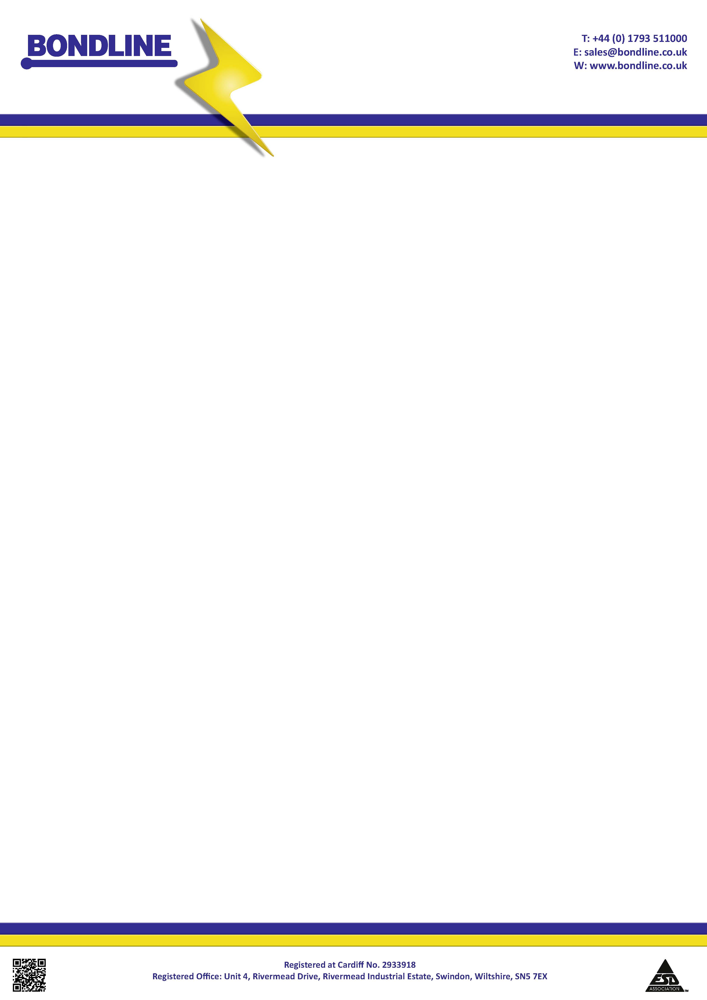 BONDLINE
T: +44 (0) 1793 511000
E: sales@bondline.co.uk
W: www.bondline.co.uk
Registered at Cardiff No. 2933918
Registered Office: Unit 4, Rivermead Drive, Rivermead Industrial Estate, Swindon, Wiltshire, SN5 7EX
ESD
ASSOCIATION TM